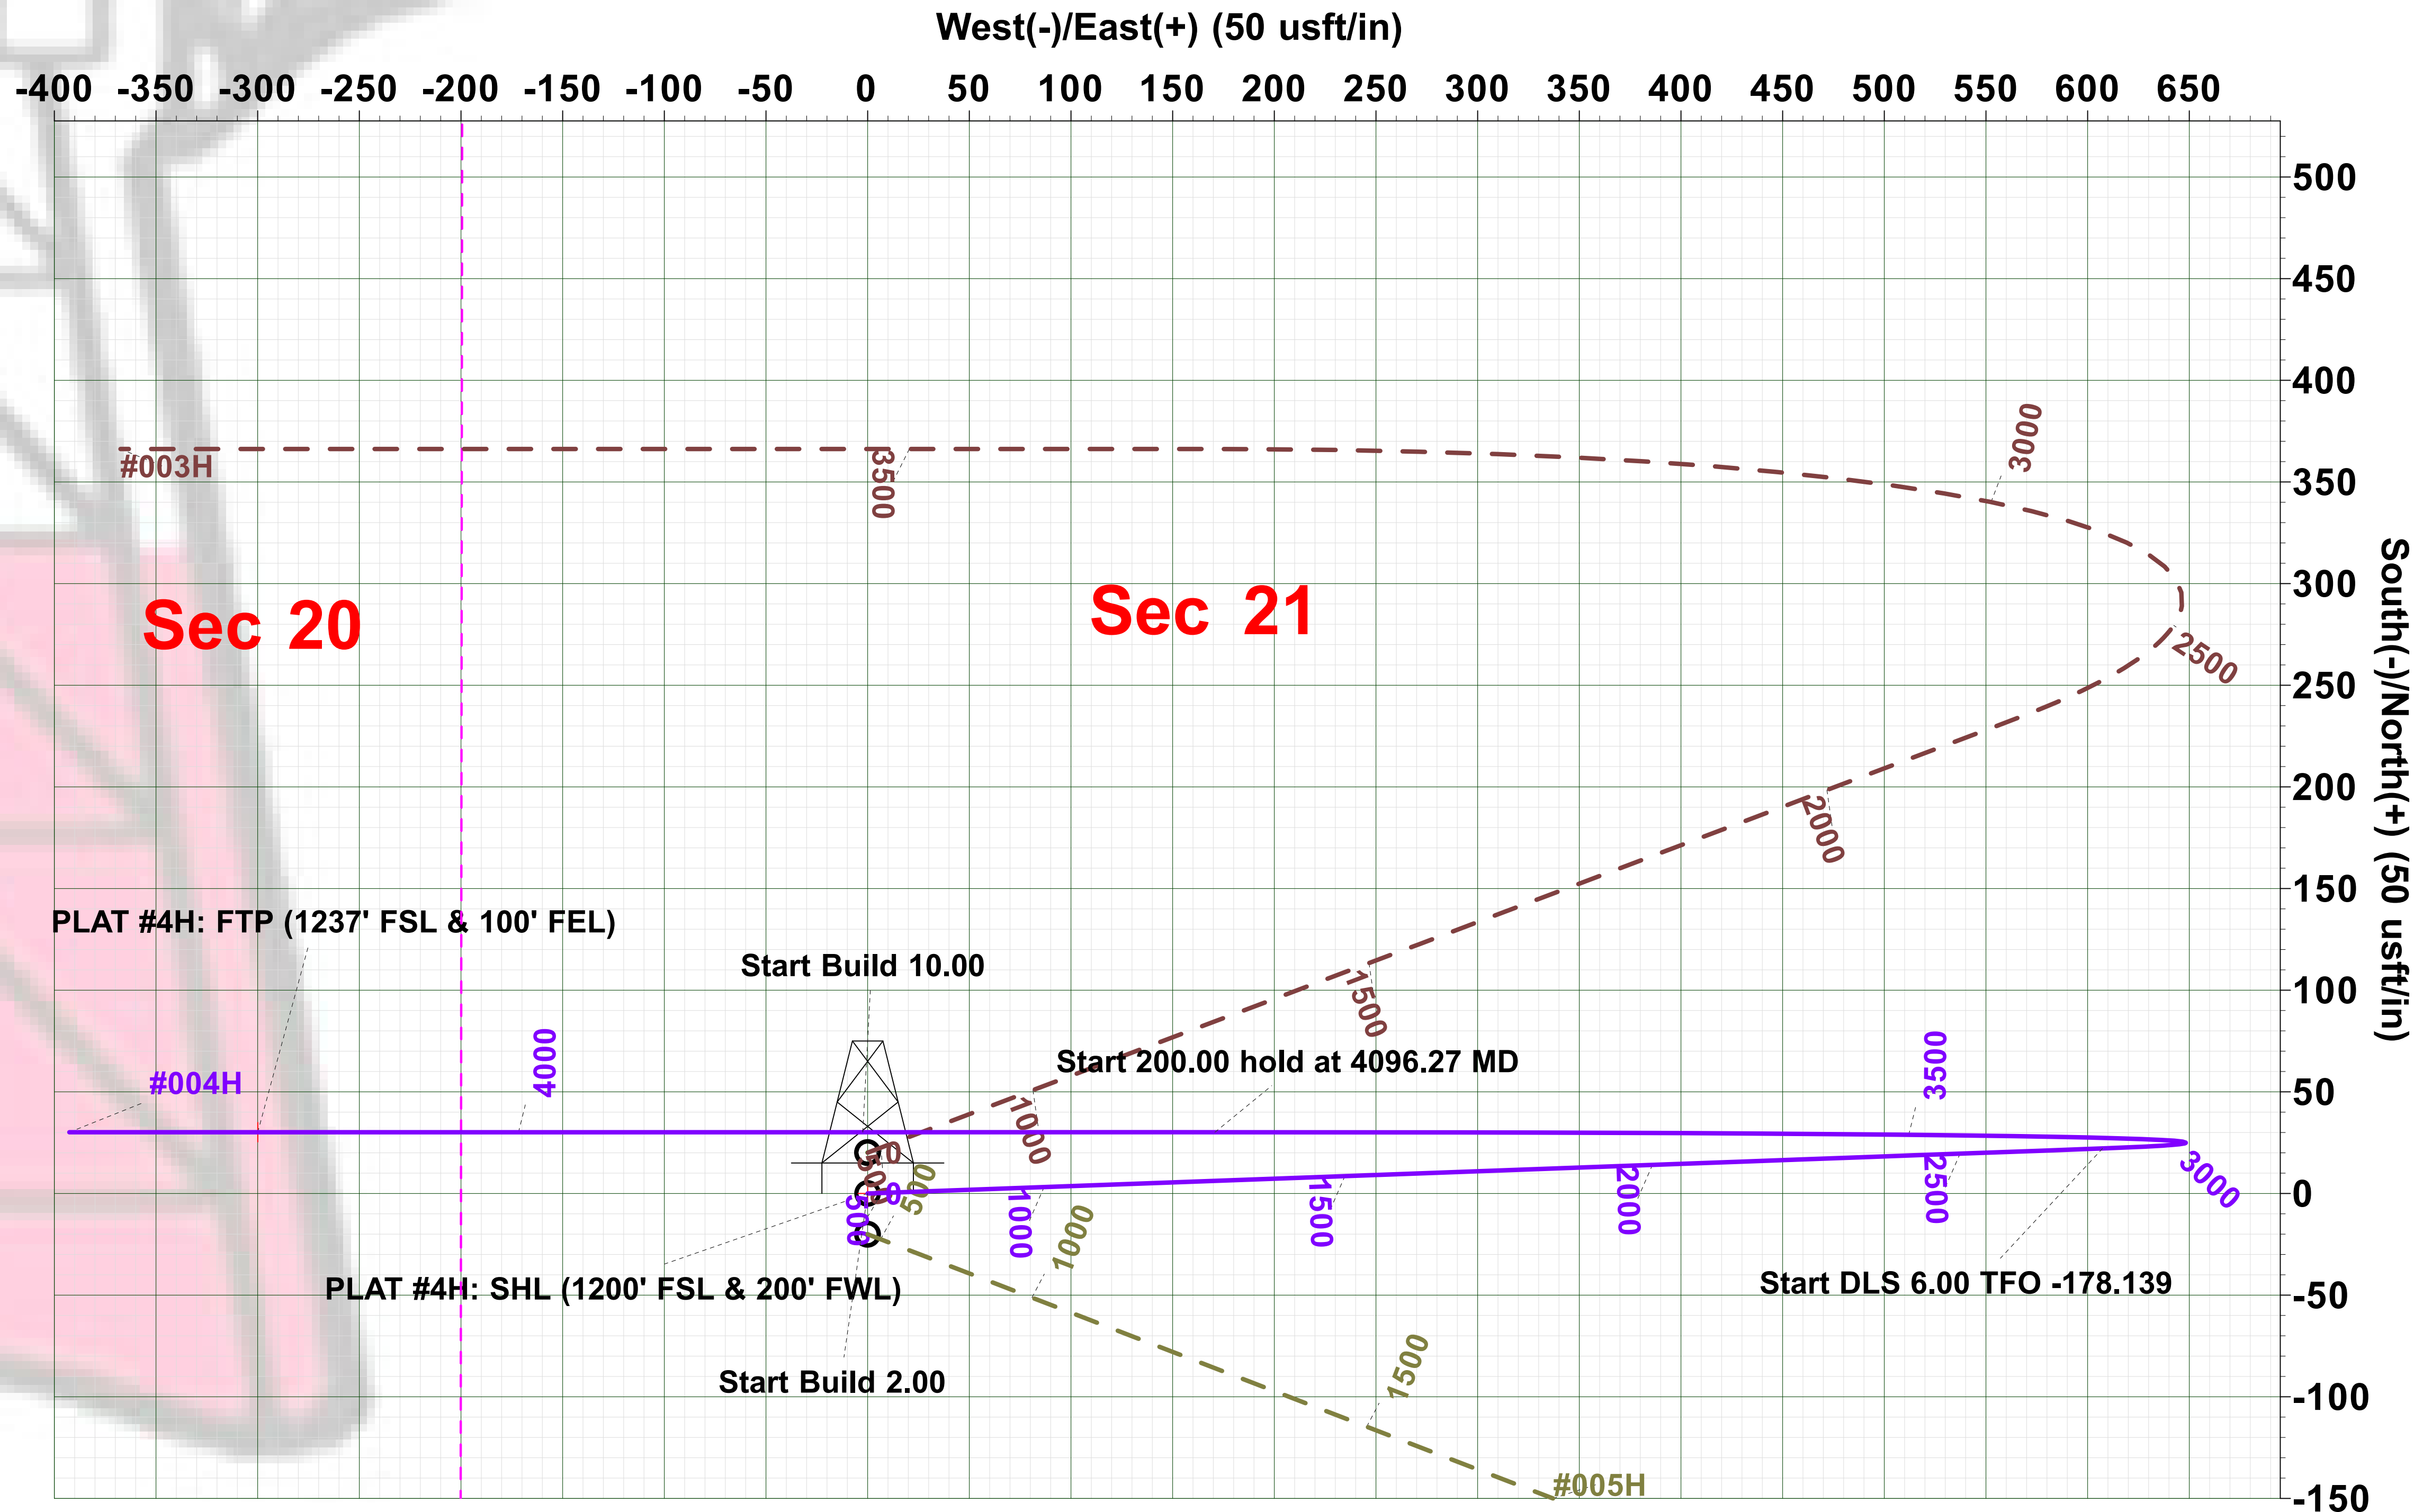 West(-)/East(+) (50 usft/in)
-400 -350 -300 -250 -200 -150 -100 -50 0 50 100 150 200 250 300 350 400 450 500 550 600 650
500
450
400
350
300
250
200
150
100
50
0
-50
-100
-150
South(-)/North(+) (50 usft/in)
3000
#003H
3500
Sec 20
Sec 21
2500
2000
PLAT #4H: FTP (1237' FSL & 100' FEL)
Start Build 10.00
1500
4000
Start 200.00 hold at 4096.27 MD
3500
#004H
1000
0
500
500
0
500
1000
1500
2000
2500
3000
1000
PLAT #4H: SHL (1200' FSL & 200' FWL)
Start DLS 6.00 TFO -178.139
Start Build 2.00
1500
#005H